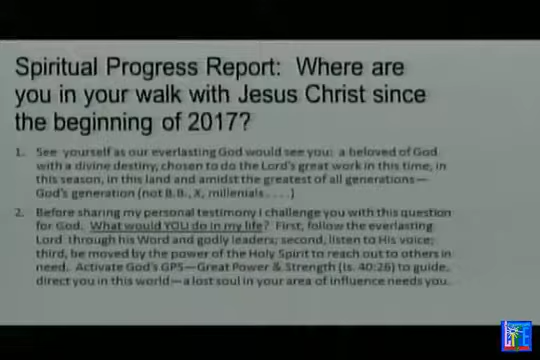 Spiritual Progress Report:  Where are
you in your walk with Jesus Christ since
the beginning of 2017?
1. See yourself as our everlasting God would see you: a beloved of God
with a divine destiny, chosen to do the Lord's great work in this time, in
this season, in this land and amidst the greatest of all generations—
God's generation (not B.B., X, millenials . . . .)
2. Before sharing my personal testimony I challenge you with this question
for God. What would YOU do in my life? First, follow the everlasting
Lord through his Word and godly leaders; second, listen to His voice;
third, be moved by the power of the Holy Spirit to reach out to others in
need. Activate God's GPS—Great Power & Strength (Is. 40:26) to guide,
direct you in this world—a lost soul in your area of influence needs you.